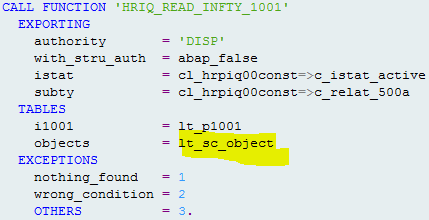 CALL FUNCTION 'HRIQ_READ_INFTY_1001'
EXPORTING
authority = 'DISP'
with_stru_auth = abap_false
istat = cl_hrpiq00const=>c_istat_active
subty = cl_hrpiq00const=>c_relat_500a
TABLES
i1001 = lt_p1001
objects = lt_sc_object
EXCEPTIONS
nothing_found = 1
wrong_condition = 2
OTHERS = 3.